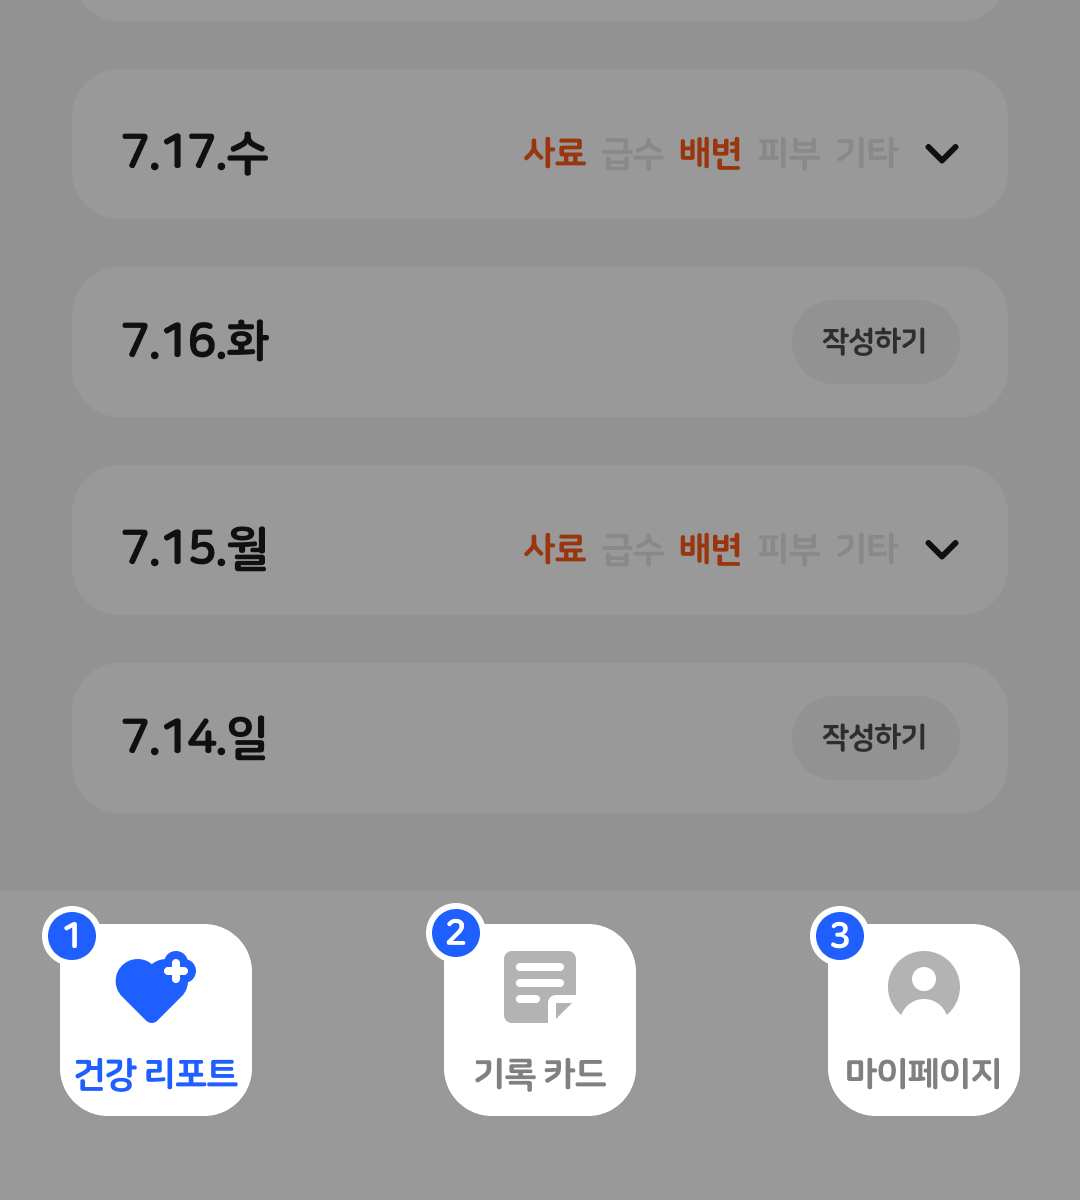 7.17.수 사료 급수 배변 피부 기타
7.16.화 작성하기
7.15.월 사료 급수 배변 피부 기타
7.14.일 작성하기
1 2 3
건강 리포트 기록 카드 마이페이지